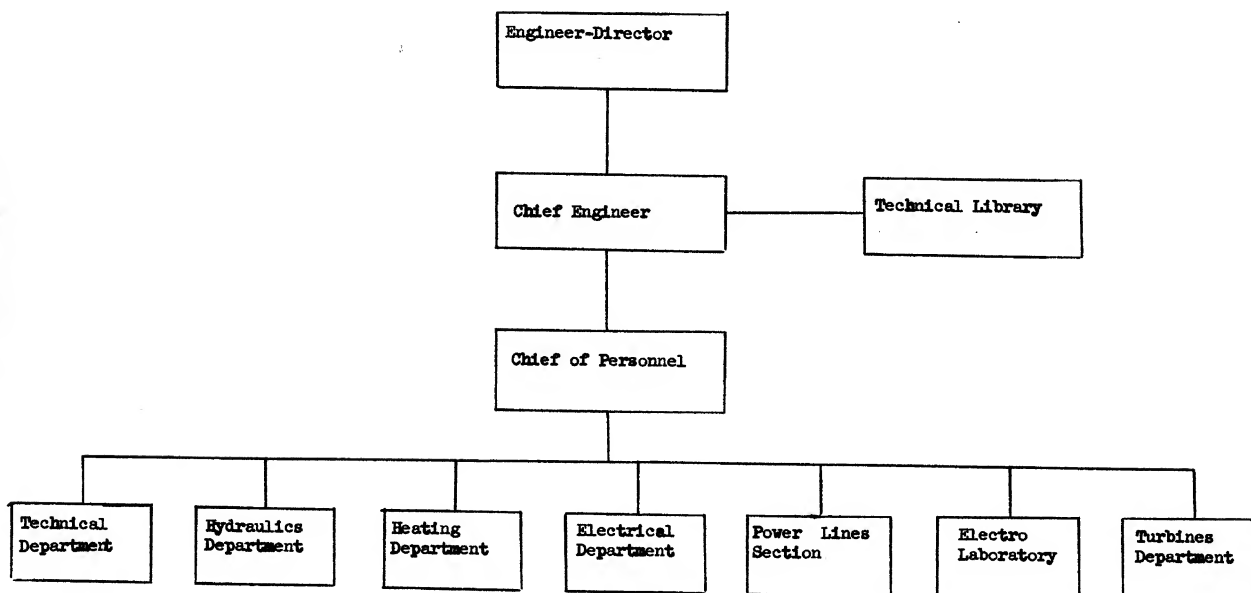 Engineer-Director
Chief Engineer
Technical Library
Chief of Personnel
Technical
Department
Hydraulics
Department
Heating
Department
Electrical
Department
Power Lines
Section
Electro
Laboratory
Turbines
Department